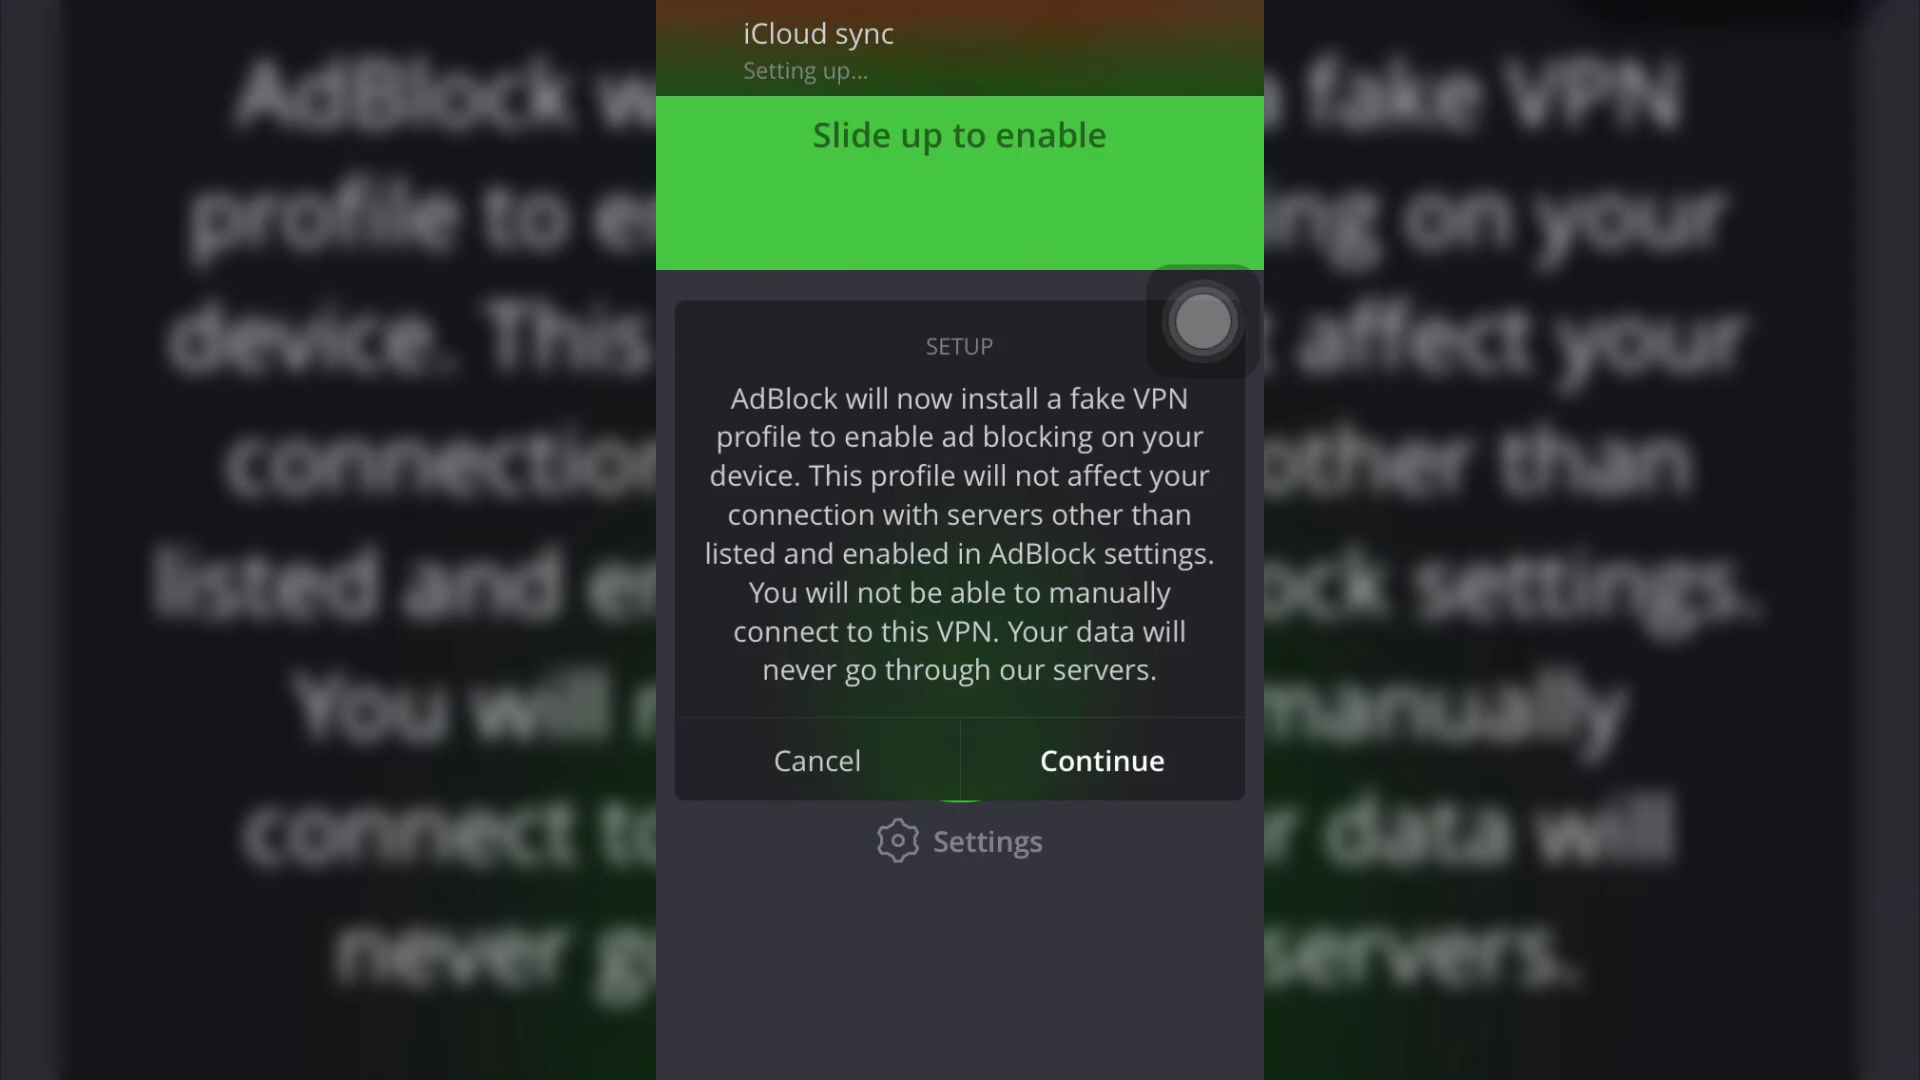 iCloud sync
Setting up...
Slide up to enable
SETUP
AdBlock will now install a fake VPN
profile to enable ad blocking on your
device. This profile will not affect your
connection with servers other than
listed and enabled in AdBlock settings.
You will not be able to manually
connect to this VPN. Your data will
never go through our servers.
Cancel
Continue
Settings